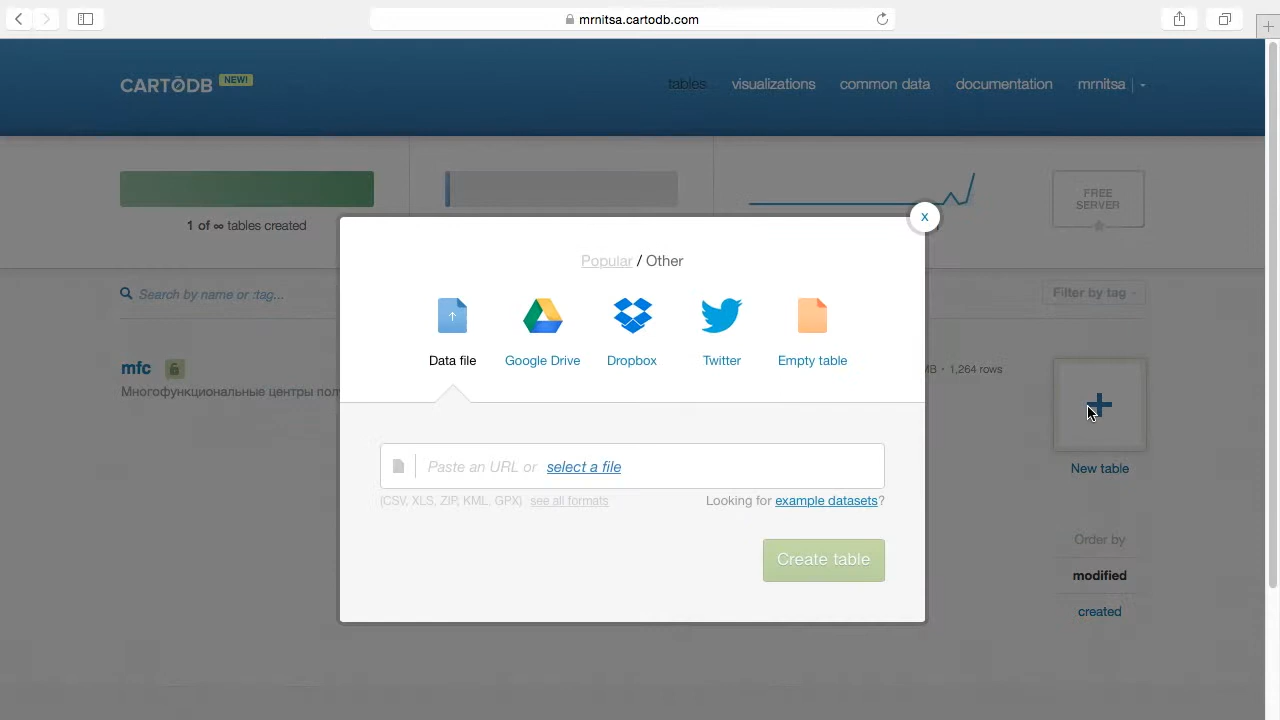 mrnitsa.cartodb.com
CARTODB NEW!
tables visualizations common data documentation mrnitsa
FREE
SERVER
1 of ∞ tables created
x
Popular / Other
Search by name or :tag...
Filter by tag
Data file Google Drive Dropbox Twitter Empty table
mfc
MB • 1,264 rows
Многофункциональные центры
Paste an URL or select a file
New table
(CSV, XLS, ZIP, KML, GPX) see all formats
Looking for example datasets?
Order by
Create table
modified
created